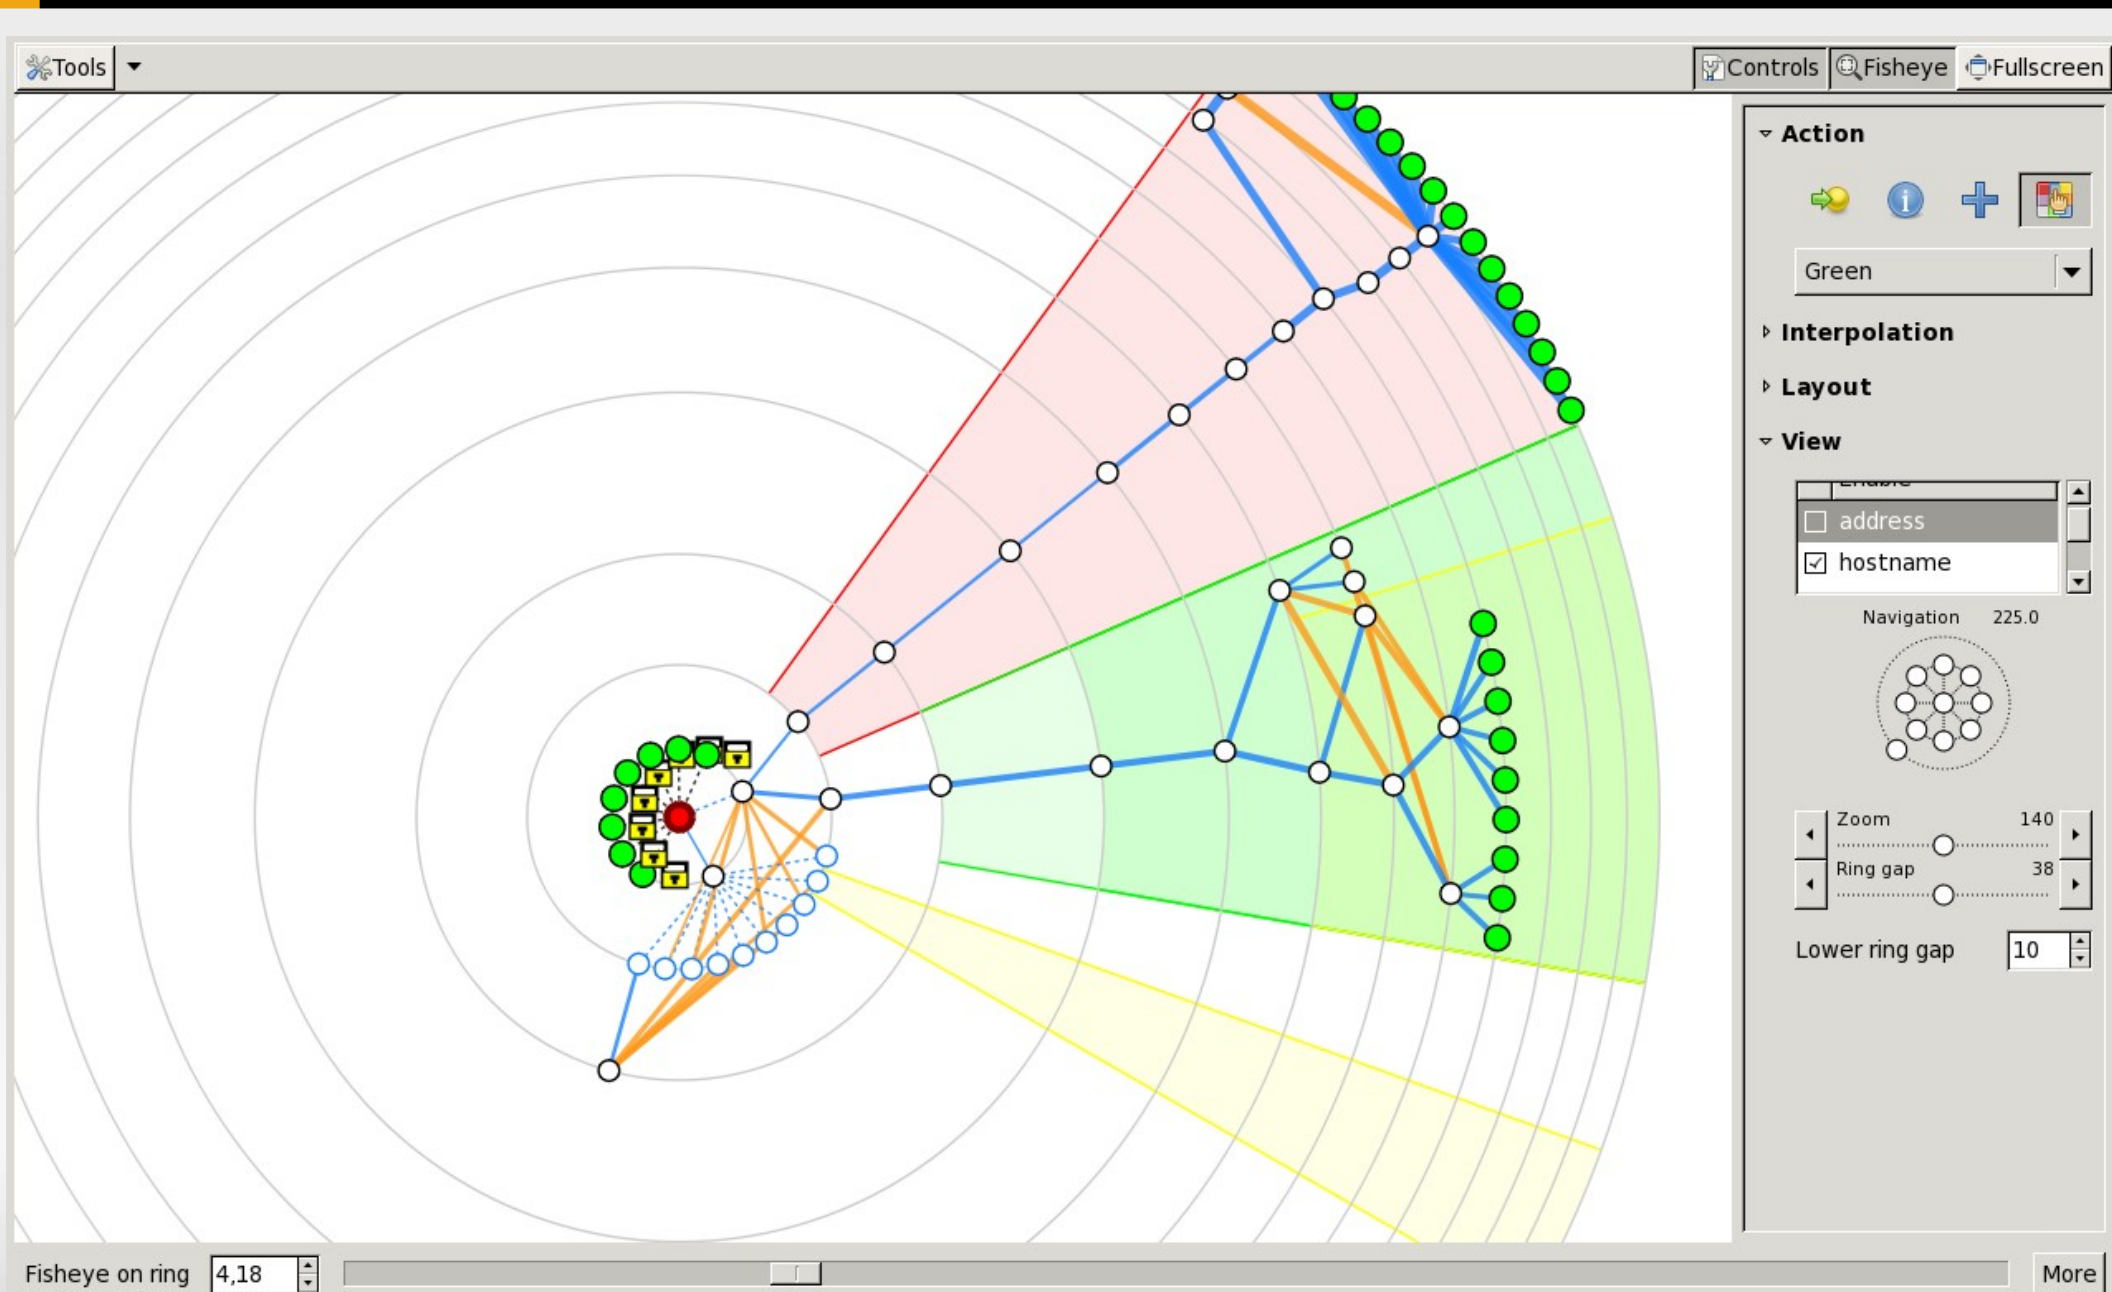 Tools
Controls
Fisheye
Fullscreen
Action
Green
Interpolation
Layout
View
Enable
address
hostname
Navigation 225.0
Zoom 140
Ring gap 38
Lower ring gap 10
Fisheye on ring 4,18
More